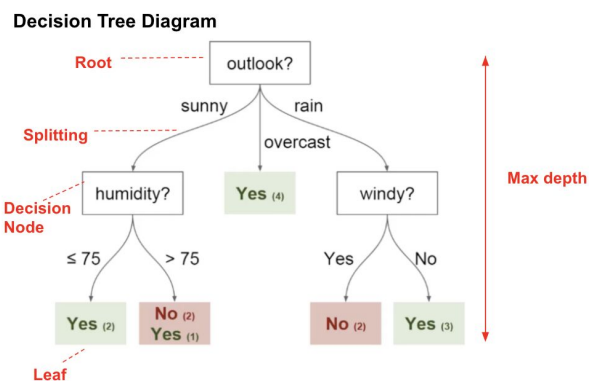 Decision Tree Diagram
Root
outlook?
sunny
rain
Splitting
overcast
humidity?
Yes (4)
windy?
Max depth
Decision
Node
≤ 75
> 75
Yes
No
Yes (2)
No (2)
Yes (1)
No (2)
Yes (3)
Leaf